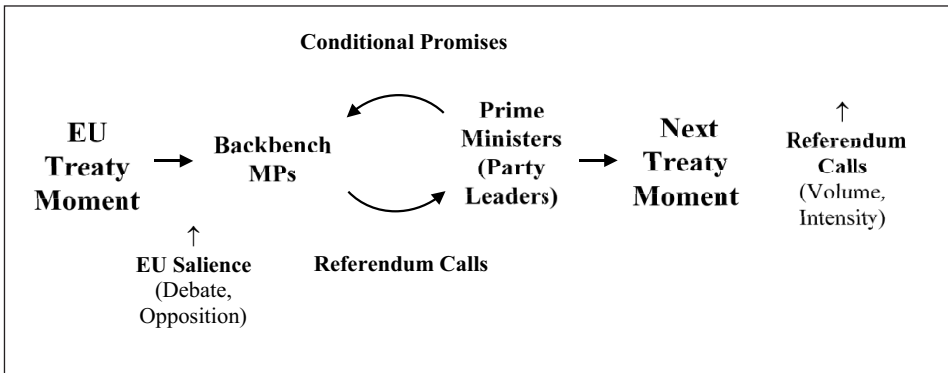 Conditional Promises
EU
Treaty
Moment
Backbench
MPs
Prime
Ministers
(Party
Leaders)
Next
Treaty
Moment
↑
Referendum
Calls
(Volume,
Intensity)
↑
EU Salience
(Debate,
Opposition)
Referendum Calls